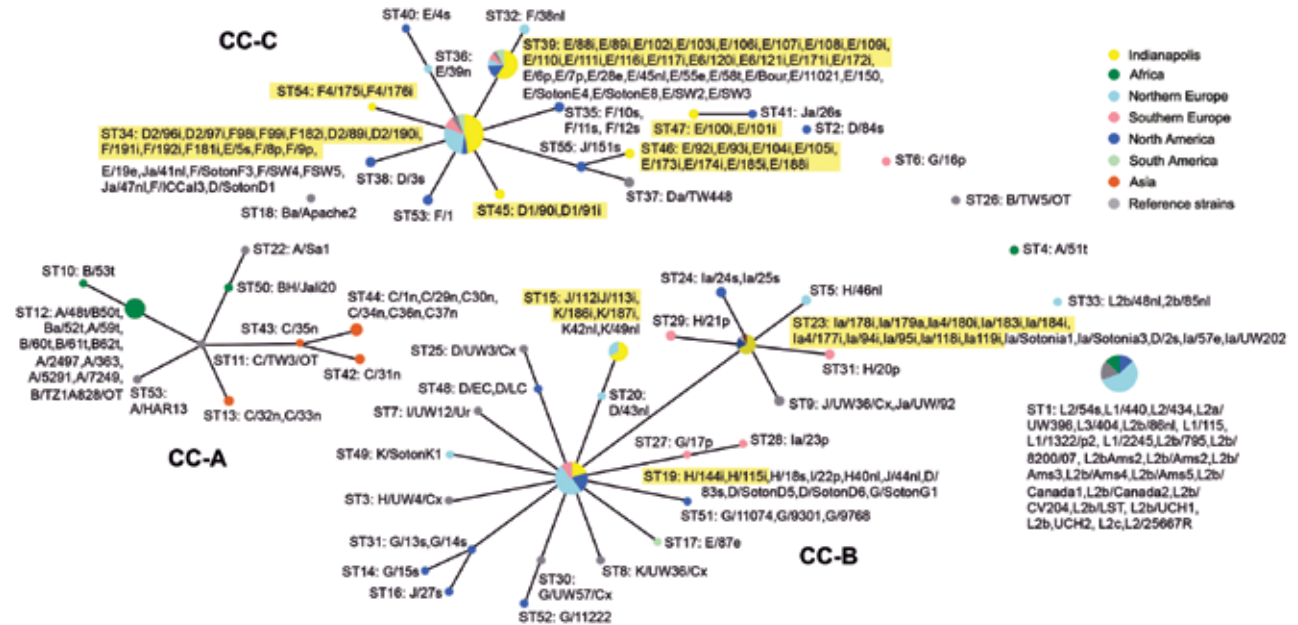 CC-C
ST40: E/4s
ST32: F/38nl
ST36:
E/39n
ST39: E/88i,E/89i,E/102i,E/103i,E/106i,E/107i,E/108i,E/109i,
E/110i,E/111i,E/116i,E/117i,E6/120i,E6/121i,E/171i,E/172i,
E/6p,E/7p,E/28e,E/45nl,E/55e,E/58t,E/Bour,E/11021,E/150,
E/SotonE4,E/SotonE8,E/SW2,E/SW3
ST54: F4/175i,F4/176i
ST34: D2/96i,D2/97i,F98i,F99i,F182i,D2/89i,D2/190i,
F/191i,F/192i,F181i,E/5s,F/8p,F/9p,
E/19e,Ja/41nl,F/SotonF3,F/SW4,FSW5,
Ja/47nl,F/ICCal3,D/SotonD1
ST35: F/10s,
F/11s, F/12s
ST47: E/100i,E/101i
ST41: Ja/26s
ST2: D/84s
ST55: J/151s
ST46: E/92i,E/93i,E/104i,E/105i,
E/173i,E/174i,E/185i,E/188i
ST38: D/3s
ST37: Da/TW448
ST53: F/1
ST45: D1/90i,D1/91i
ST18: Ba/Apache2
ST6: G/16p
ST26: B/TW5/OT
ST4: A/51t
ST33: L2b/48nl,2b/85nl
Indianapolis
Africa
Northern Europe
Southern Europe
North America
South America
Asia
Reference strains
ST22: A/Sa1
ST10: B/53t
ST50: BH/Jali20
ST12: A/48t/B50t,
Ba/52t,A/59t,
B/60t,B/61t,B62t,
A/2497,A/363,
A/5291,A/7249,
B/TZ1A828/OT
ST44: C/1n,C/29n,C30n,
C/34n,C36n,C37n
ST43: C/35n
ST11: C/TW3/OT
ST42: C/31n
ST53:
A/HAR13
ST13: C/32n,C/33n
CC-A
ST15: J/112iJ/113i,
K/186i,K/187i,
K42nl,K/49nl
ST24: Ia/24s,Ia/25s
ST5: H/46nl
ST29: H/21p
ST23: Ia/178i,Ia/179a,Ia4/180i,Ia/183i,Ia/184i,
Ia4/177i,Ia/94i,Ia/95i,Ia/118i,Ia119i,Ia/Sotonia1,Ia/Sotonia3,D/2s,Ia/57e,Ia/UW202
ST31: H/20p
ST9: J/UW36/Cx,Ja/UW/92
ST25: D/UW3/Cx
ST48: D/EC,D/LC
ST20:
D/43nl
ST7: I/UW12/Ur
ST27: G/17p
ST28: Ia/23p
ST49: K/SotonK1
ST19: H/144i,H/115i,H/18s,I/22p,H40nl,J/44nl,D/
83s,D/SotonD5,D/SotonD6,G/SotonG1
ST3: H/UW4/Cx
ST51: G/11074,G/9301,G/9768
ST31: G/13s,G/14s
ST17: E/87e
CC-B
ST14: G/15s
ST16: J/27s
ST30:
G/UW57/Cx
ST8: K/UW36/Cx
ST52: G/11222
ST1: L2/54s,L1/440,L2/434,L2a/
UW396,L3/404,L2b/86nl, L1/115,
L1/1322/p2, L1/2245,L2b/795,L2b/
8200/07, L2bAms2,L2b/Ams2,L2b/
Ams3,L2b/Ams4,L2b/Ams5,L2b/
Canada1,L2b/Canada2,L2b/
CV204,L2b/LST, L2b/UCH1,
L2b,UCH2, L2c,L2/25667R